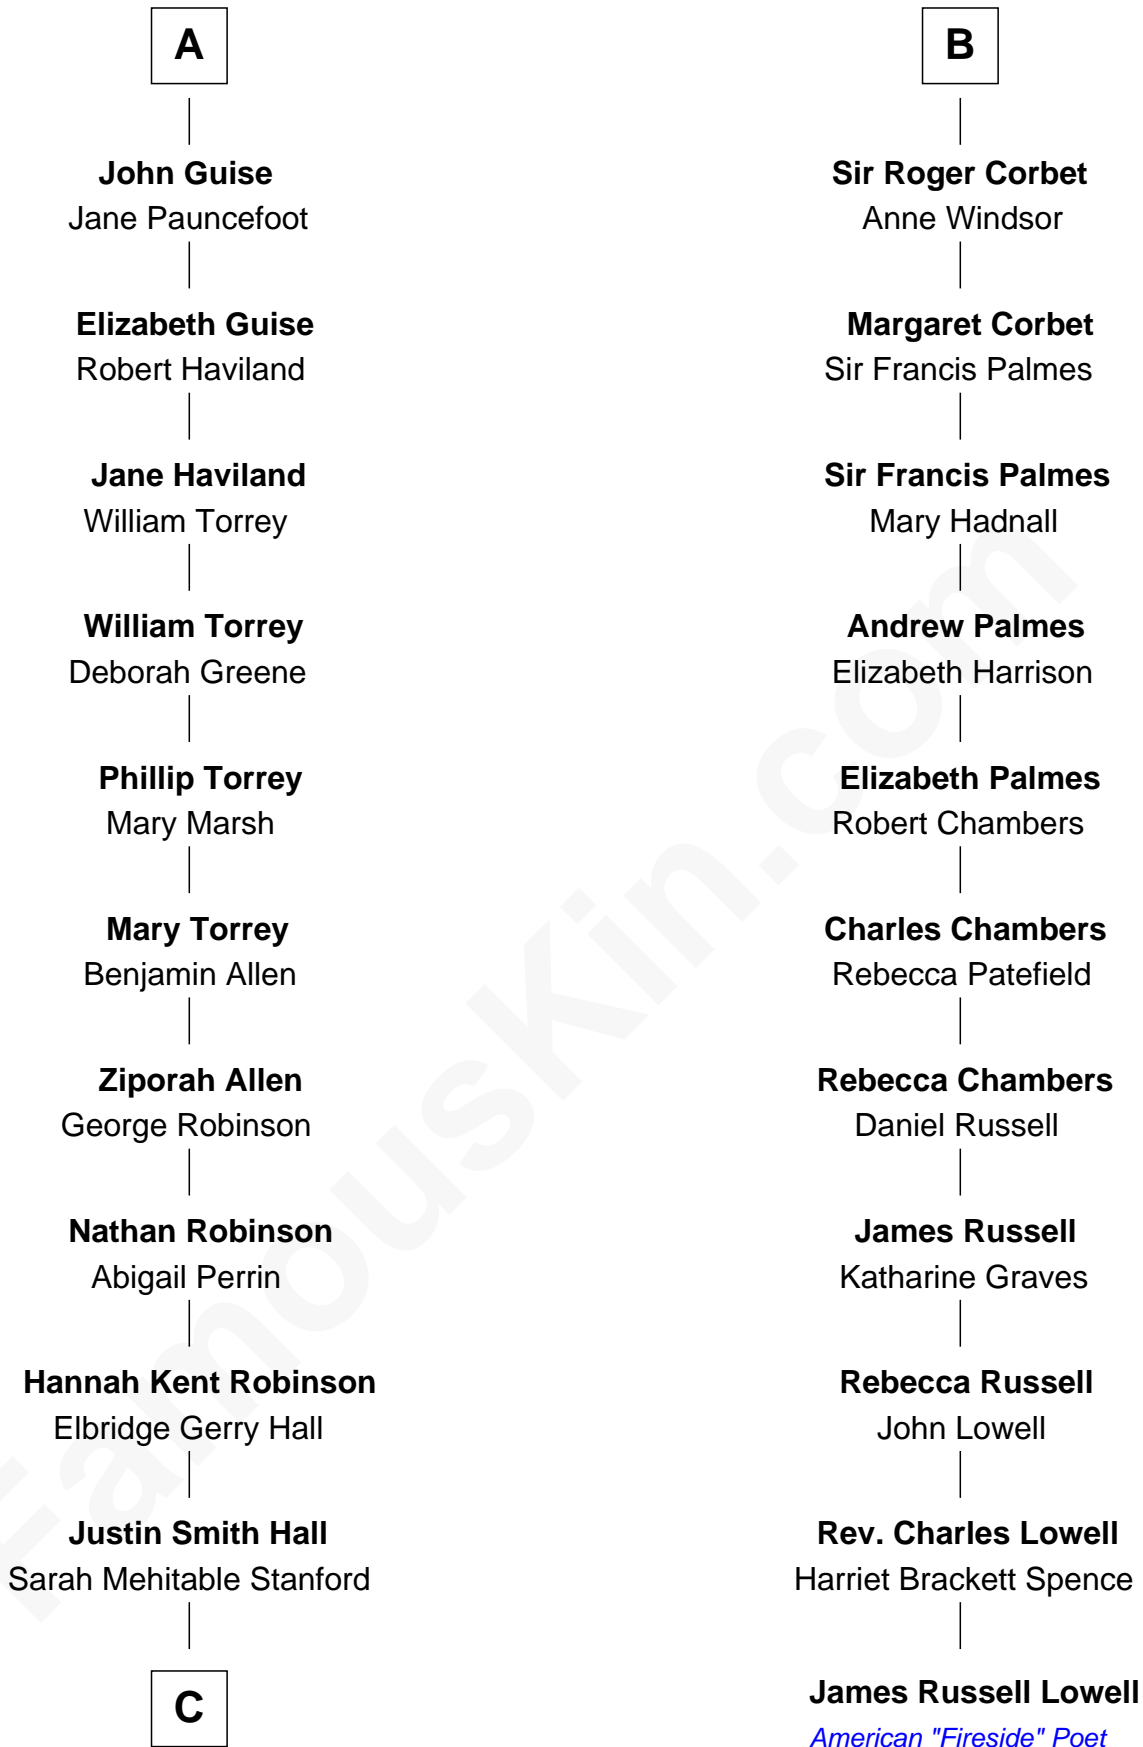 A
John Guise
Jane Pauncefoot
Elizabeth Guise
Robert Haviland
Jane Haviland
William Torrey
William Torrey
Deborah Greene
Phillip Torrey
Mary Marsh
Mary Torrey
Benjamin Allen
Ziporah Allen
George Robinson
Nathan Robinson
Abigail Perrin
Hannah Kent Robinson
Elbridge Gerry Hall
Justin Smith Hall
Sarah Mehitable Stanford
C
B
Sir Roger Corbet
Anne Windsor
Margaret Corbet
Sir Francis Palmes
Sir Francis Palmes
Mary Hadnall
Andrew Palmes
Elizabeth Harrison
Elizabeth Palmes
Robert Chambers
Charles Chambers
Rebecca Patefield
Rebecca Chambers
Daniel Russell
James Russell
Katharine Graves
Rebecca Russell
John Lowell
Rev. Charles Lowell
Harriet Brackett Spence
James Russell Lowell
American "Fireside" Poet
FamousKin.com